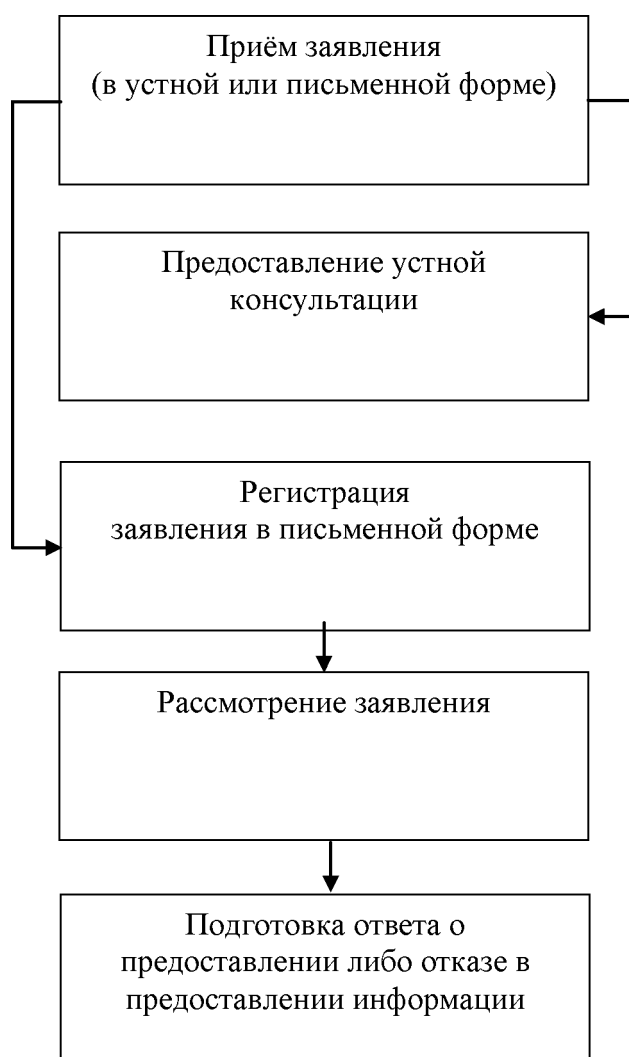 Приём заявления
(в устной или письменной форме)
Предоставление устной
консультации
Регистрация
заявления в письменной форме
Рассмотрение заявления
Подготовка ответа о
предоставлении либо отказе в
предоставлении информации